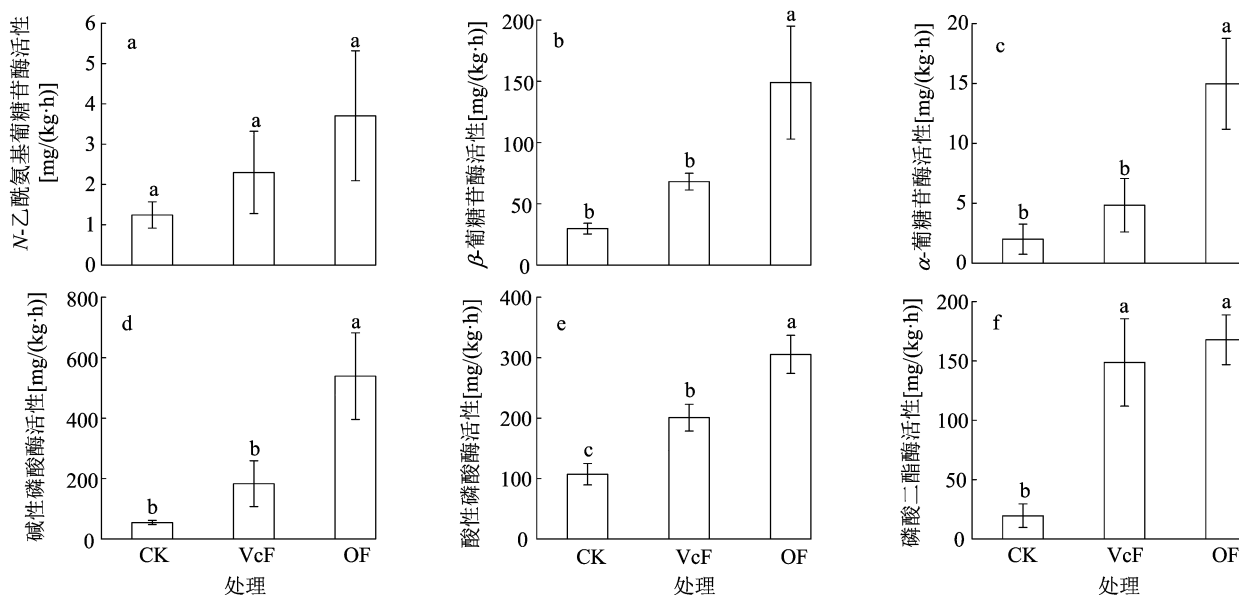 N-乙酰氨基葡糖苷酶活性
[mg/(kg·h)]
6
5
4
3
2
1
0
a
a
a
a
β-葡糖苷酶活性[mg/(kg·h)]
200
150
100
50
0
b
b
b
a
α-葡糖苷酶活性[mg/(kg·h)]
20
15
10
5
0
c
b
b
a
碱性磷酸酶活性[mg/(kg·h)]
800
600
400
200
0
d
b
b
a
CK VcF OF
处理
酸性磷酸酶活性[mg/(kg·h)]
400
300
200
100
0
e
c
b
a
CK VcF OF
处理
磷酸二酯酶活性[mg/(kg·h)]
200
150
100
50
0
f
b
a
a
CK VcF OF
处理